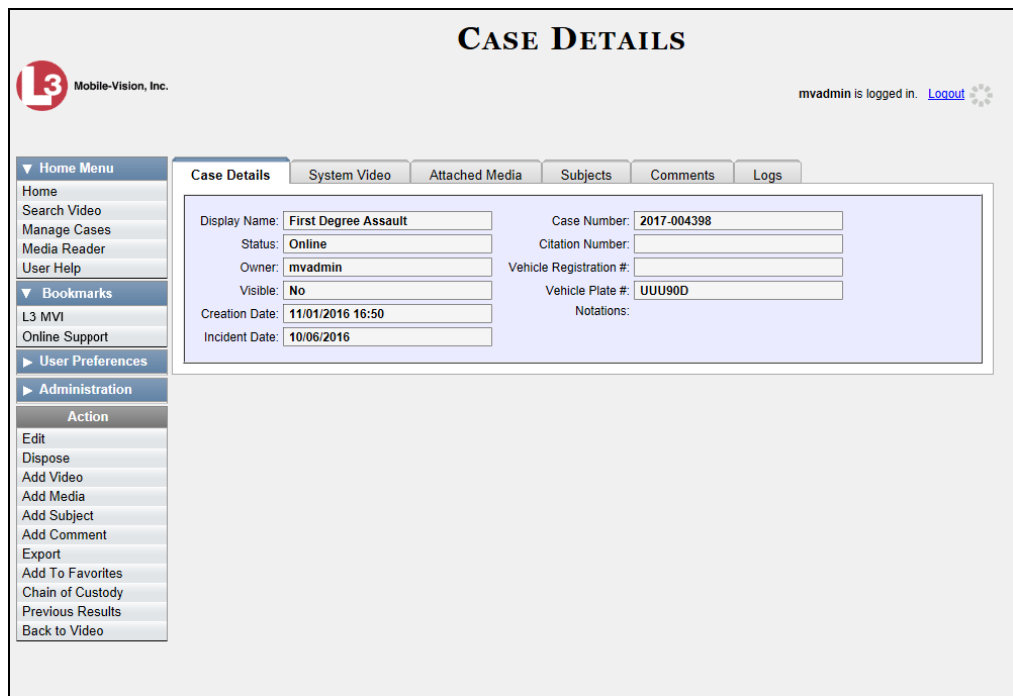 CASE DETAILS
L3 Mobile-Vision, Inc.
mvadmin is logged in. Logout
▼ Home Menu
Home
Search Video
Manage Cases
Media Reader
User Help
▼ Bookmarks
L3 MVI
Online Support
▶ User Preferences
▶ Administration
Action
Edit
Dispose
Add Video
Add Media
Add Subject
Add Comment
Export
Add To Favorites
Chain of Custody
Previous Results
Back to Video
Case Details System Video Attached Media Subjects Comments Logs
Display Name: First Degree Assault
Status: Online
Owner: mvadmin
Visible: No
Creation Date: 11/01/2016 16:50
Incident Date: 10/06/2016
Case Number: 2017-004398
Citation Number:
Vehicle Registration #:
Vehicle Plate #: UUU90D
Notations: